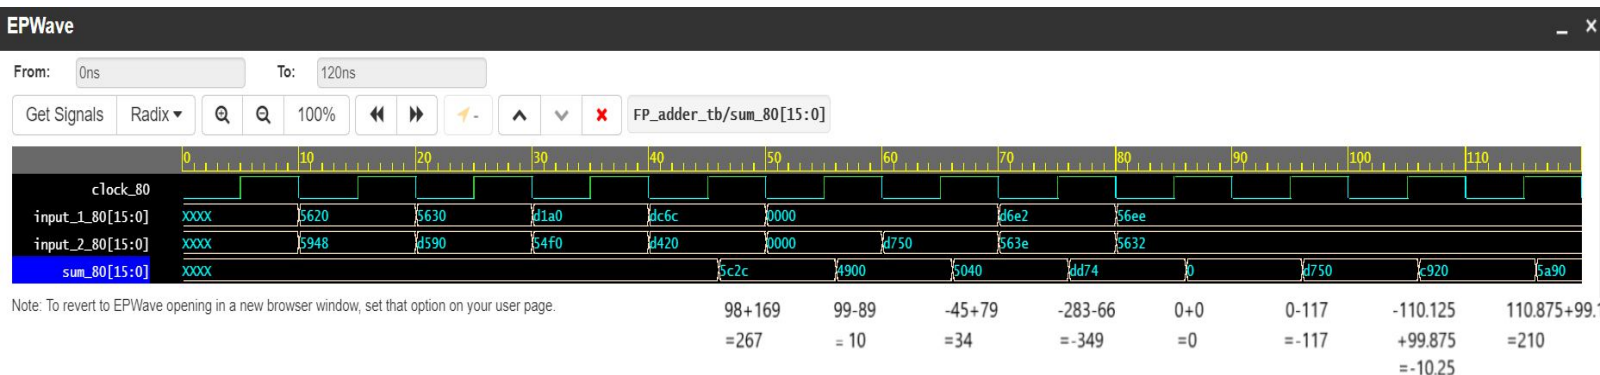 EPWave
From: 0ns To: 120ns
Get Signals Radix 100% FP_adder_tb/sum_80[15:0]
0 10 20 30 40 50 60 70 80 90 100 110
clock_80
input_1_80[15:0] XXXX 5620 5630 d1a0 dc6c 0000 d6e2 56ee
input_2_80[15:0] XXXX 5948 d590 54f0 d420 0000 d750 563e 5632
sum_80[15:0] XXXX 5c2c 4900 5040 dd74 0 d750 c920 5a90
Note: To revert to EPWave opening in a new browser window, set that option on your user page.
98+169 99-89 -45+79 -283-66 0+0 0-117 -110.125 110.875+99.1
=267 = 10 =34 =-349 =0 =-117 +99.875 =210
=-10.25